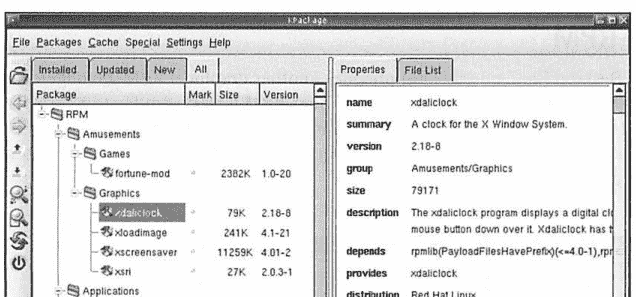 KPackage
File Packages Cache Special Settings Help
Installed Updated New All
Package Mark Size Version
RPM
Amusements
Games
fortune-mod 2382K 1.0-20
Graphics
xdaliclock 79K 2.18-8
xloadimage 241K 4.1-21
xscreensaver 11259K 4.01-2
xsri 27K 2.0.3-1
Applications
Properties File List
name xdaliclock
summary A clock for the X Window System.
version 2.18-8
group Amusements/Graphics
size 79171
description The xdaliclock program displays a digital clo
mouse button down over it. Xdaliclock has t
depends rpmlib(PayloadFilesHavePrefix)(<=4.0-1),rpr
provides xdaliclock
distribution Red Hat Linux